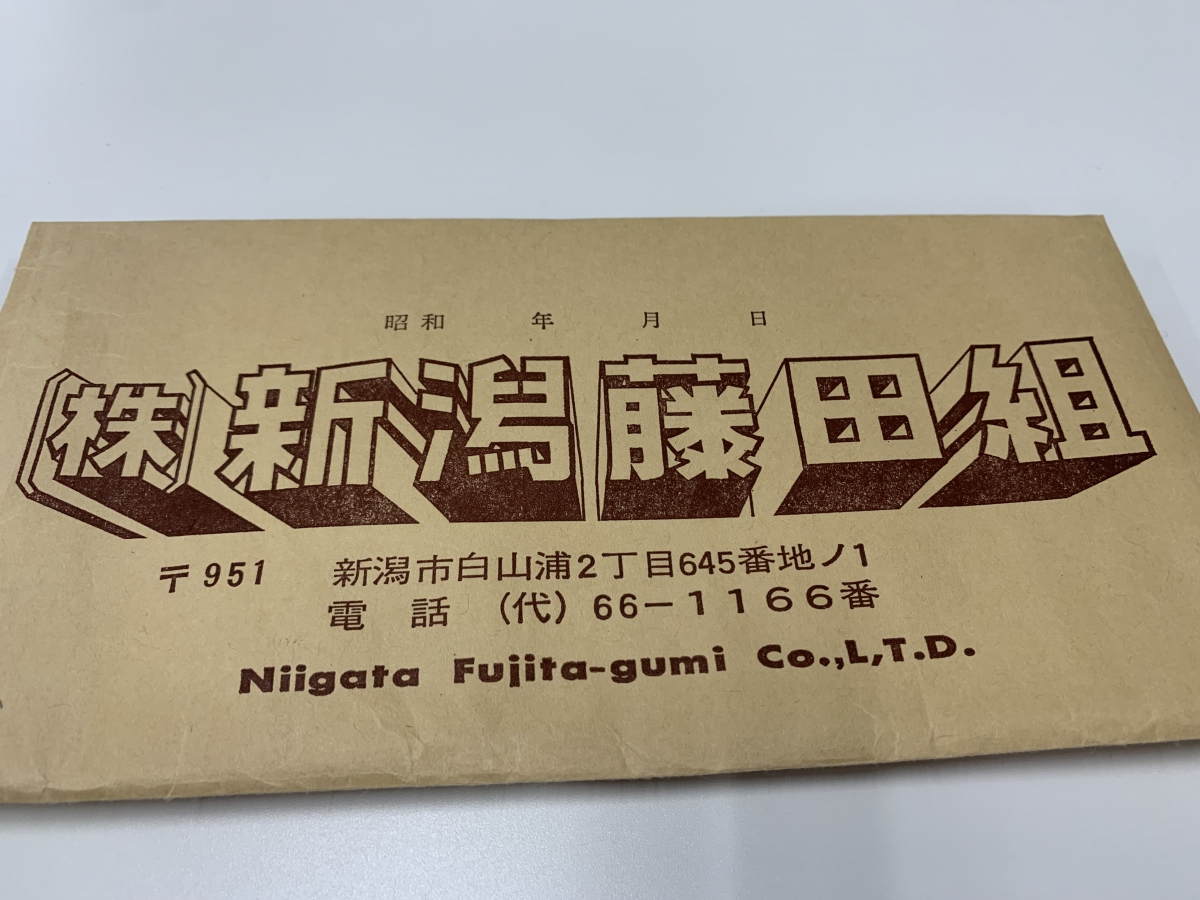 昭和 年 月 日
(株)新潟藤田組
〒951 新潟市白山浦2丁目645番地ノ1
電 話 (代) 66-1166番
Niigata Fujita-gumi Co.,L,T.D.